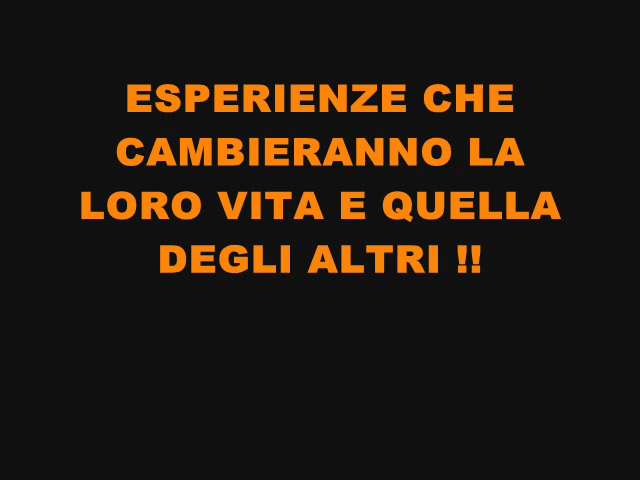 ESPERIENZE CHE
CAMBIERANNO LA
LORO VITA E QUELLA
DEGLI ALTRI !!